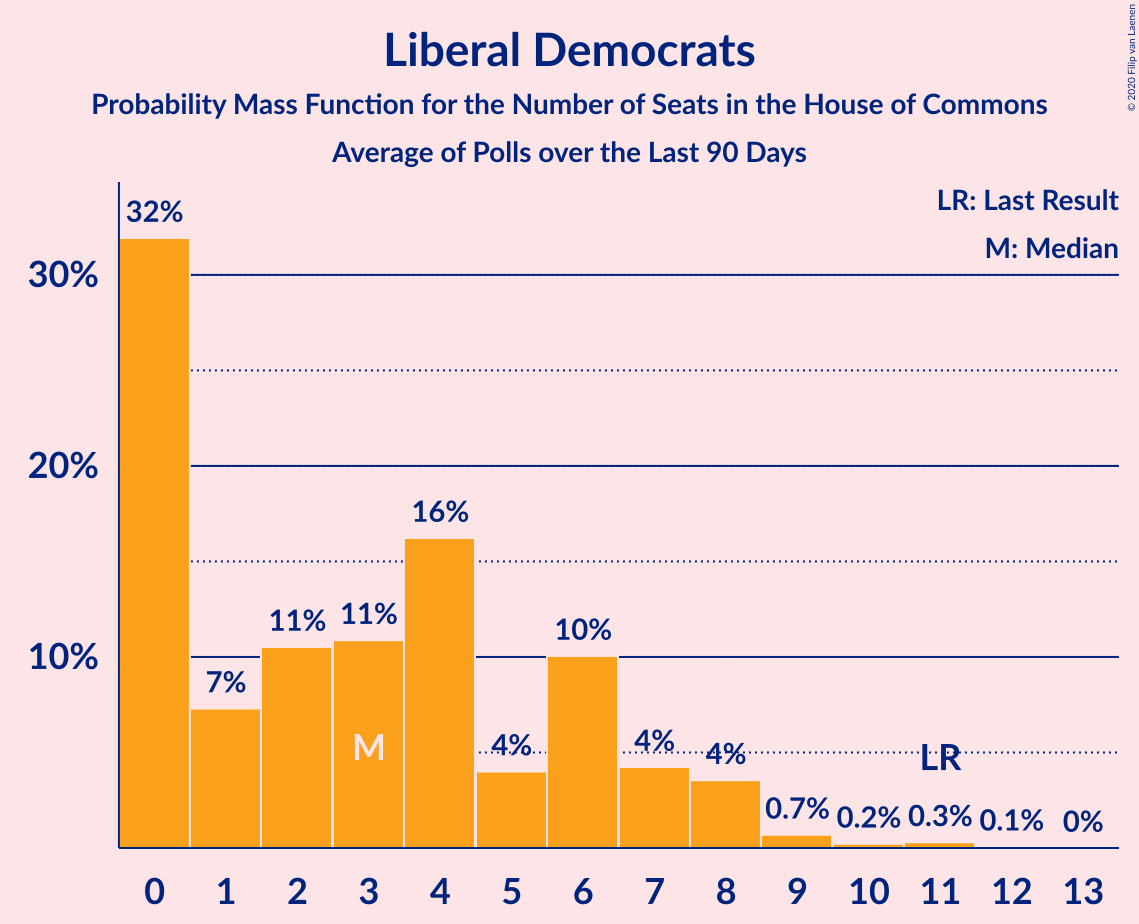 Liberal Democrats
Probability Mass Function for the Number of Seats in the House of Commons
Average of Polls over the Last 90 Days
© 2020 Filip van Laenen
LR: Last Result
M: Median
32%
30%
20%
16%
11%
11%
10%
10%
7%
M
4%
4%
4%
LR
0.7%
0.2%
0.3%
0.1%
0%
0 1 2 3 4 5 6 7 8 9 10 11 12 13